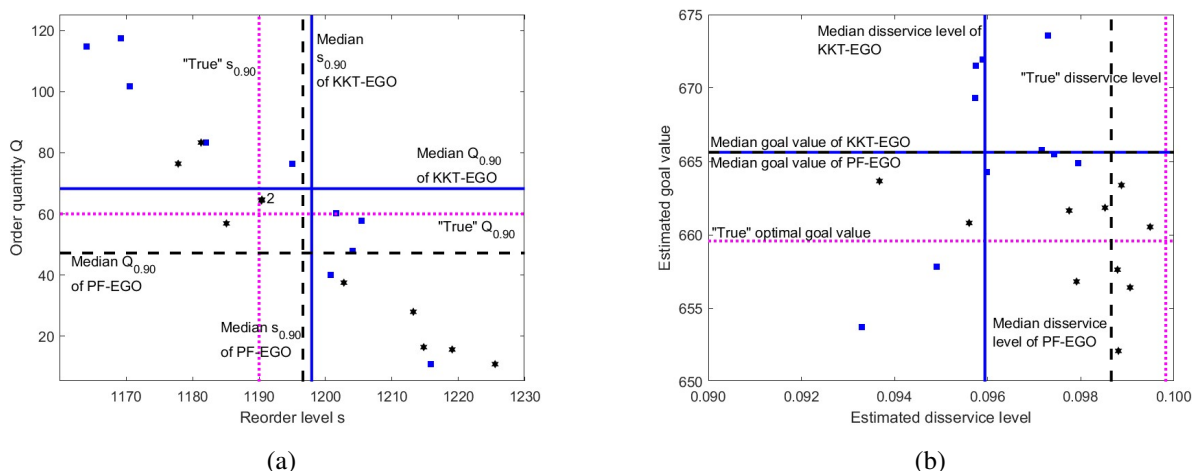 Median
s0.90
of KKT-EGO
"True" s0.90
Median Q0.90
of KKT-EGO
2
"True" Q0.90
Median Q0.90
of PF-EGO
Median s0.90
of PF-EGO
Order quantity Q
120
100
80
60
40
20
1170 1180 1190 1200 1210 1220 1230
Reorder level s
(a)
Median disservice level of
KKT-EGO
"True" disservice level
Median goal value of KKT-EGO
Median goal value of PF-EGO
"True" optimal goal value
Median disservice
level of PF-EGO
Estimated goal value
675
670
665
660
655
650
0.090 0.092 0.094 0.096 0.098 0.100
Estimated disservice level
(b)